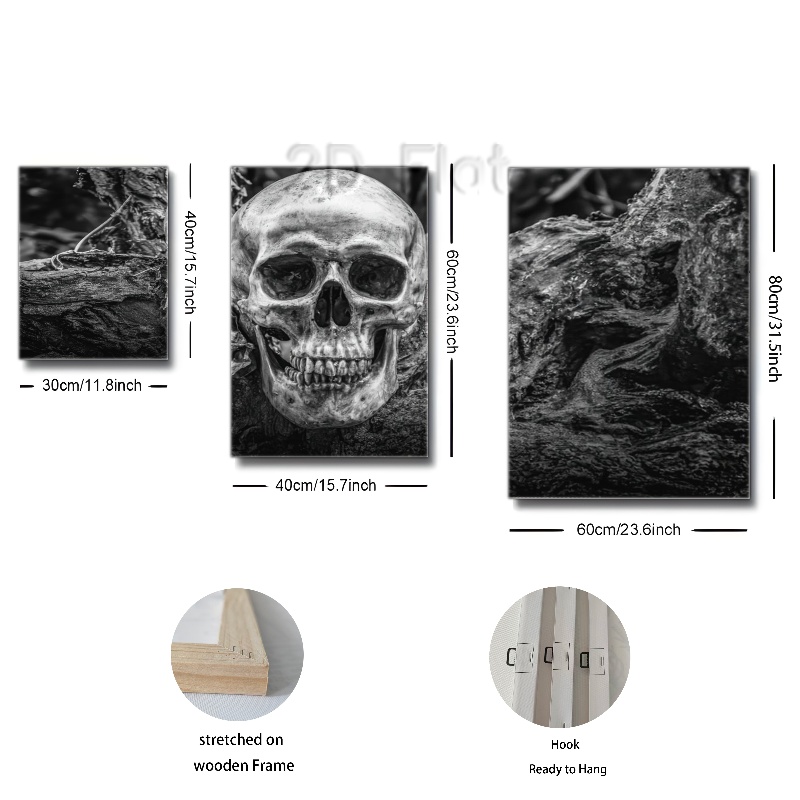 2D Flat
40cm/15.7inch
30cm/11.8inch
60cm/23.6inch
40cm/15.7inch
80cm/31.5inch
60cm/23.6inch
stretched on
wooden Frame
Hook
Ready to Hang